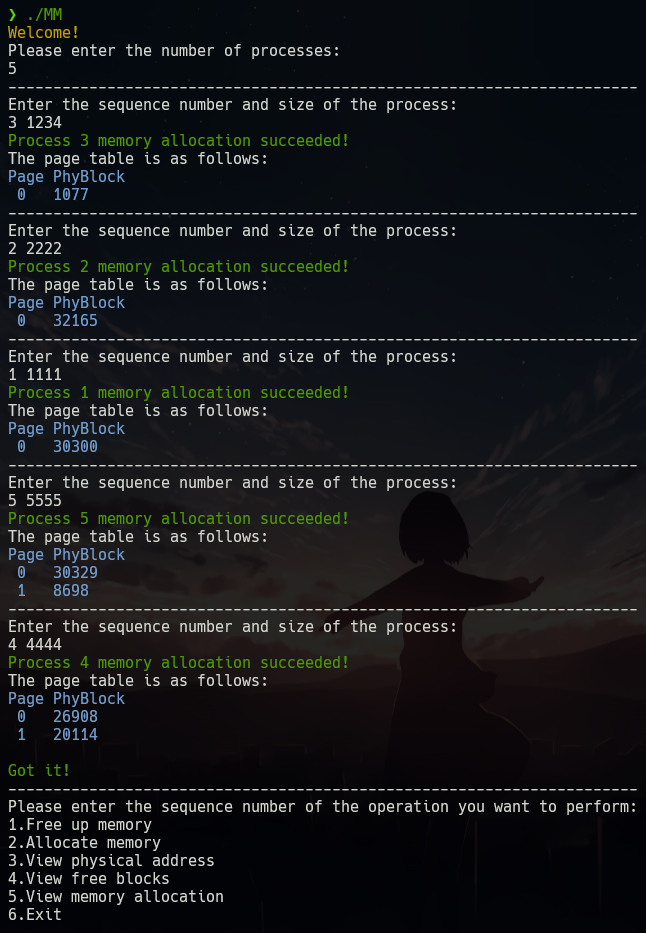 ❯ ./MM
Welcome!
Please enter the number of processes:
5
----------------------------------------------------------------------
Enter the sequence number and size of the process:
3 1234
Process 3 memory allocation succeeded!
The page table is as follows:
Page PhyBlock
0 1077
----------------------------------------------------------------------
Enter the sequence number and size of the process:
2 2222
Process 2 memory allocation succeeded!
The page table is as follows:
Page PhyBlock
0 32165
----------------------------------------------------------------------
Enter the sequence number and size of the process:
1 1111
Process 1 memory allocation succeeded!
The page table is as follows:
Page PhyBlock
0 30300
----------------------------------------------------------------------
Enter the sequence number and size of the process:
5 5555
Process 5 memory allocation succeeded!
The page table is as follows:
Page PhyBlock
0 30329
1 8698
----------------------------------------------------------------------
Enter the sequence number and size of the process:
4 4444
Process 4 memory allocation succeeded!
The page table is as follows:
Page PhyBlock
0 26908
1 20114
Got it!
----------------------------------------------------------------------
Please enter the sequence number of the operation you want to perform:
1.Free up memory
2.Allocate memory
3.View physical address
4.View free blocks
5.View memory allocation
6.Exit